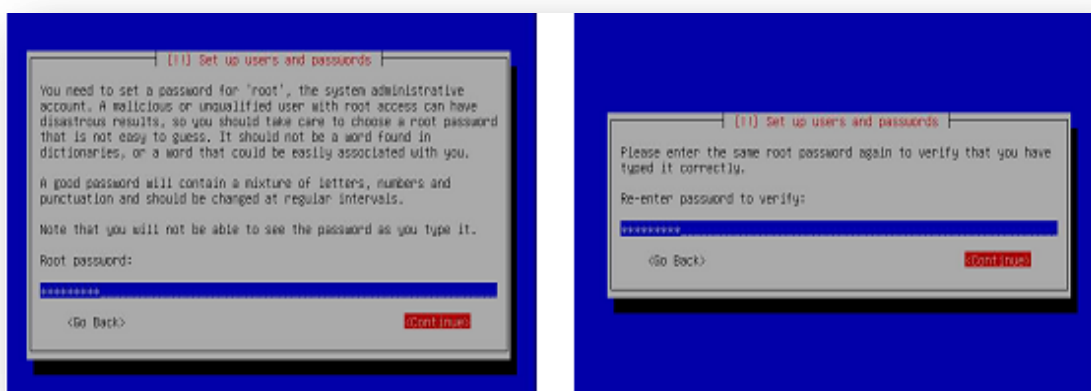 [!!] Set up users and passwords
You need to set a password for 'root', the system administrative
account. A malicious or unqualified user with root access can have
disastrous results, so you should take care to choose a root password
that is not easy to guess. It should not be a word found in
dictionaries, or a word that could be easily associated with you.
A good password will contain a mixture of letters, numbers and
punctuation and should be changed at regular intervals.
Note that you will not be able to see the password as you type it.
Root password:
*********
<Go Back>
<Continue>
[!!] Set up users and passwords
Please enter the same root password again to verify that you have
typed it correctly.
Re-enter password to verify:
*********
<Go Back>
<Continue>